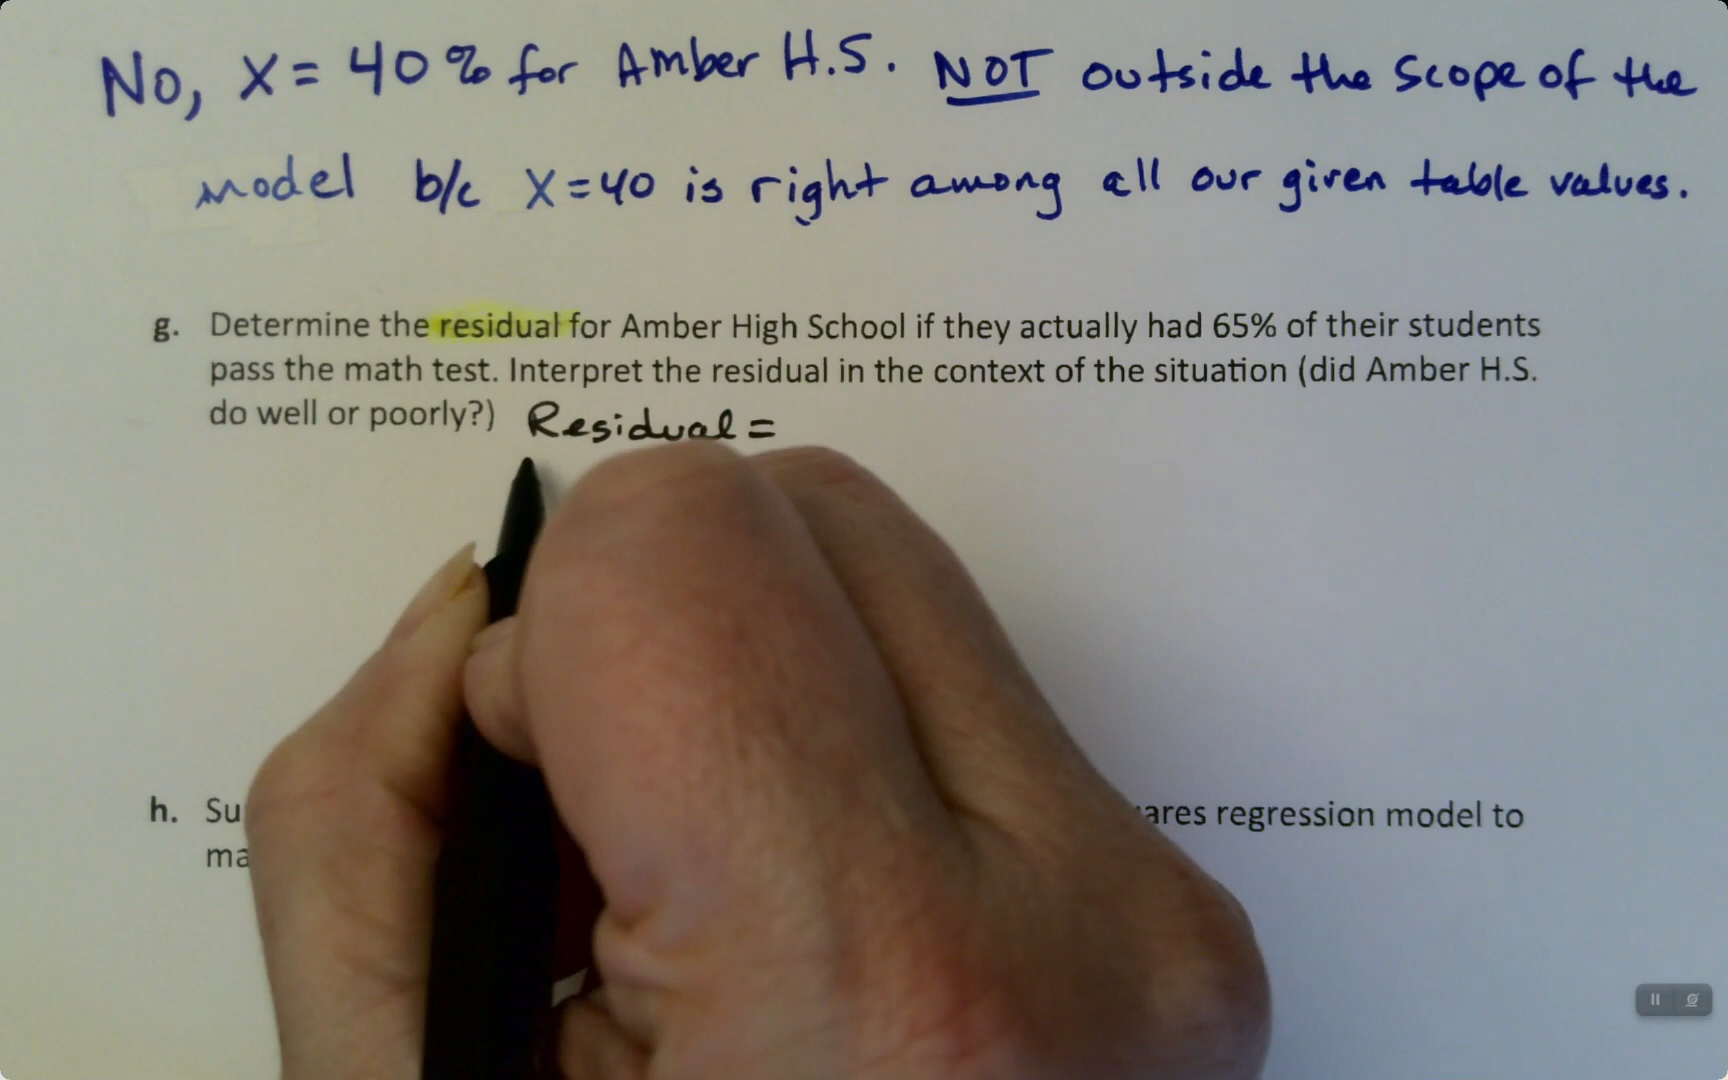 No, X = 40% for Amber H.S. NOT outside the scope of the
model b/c X=40 is right among all our given table values.
g. Determine the residual for Amber High School if they actually had 65% of their students
pass the math test. Interpret the residual in the context of the situation (did Amber H.S.
do well or poorly?) Residual =
h. Su ares regression model to
ma